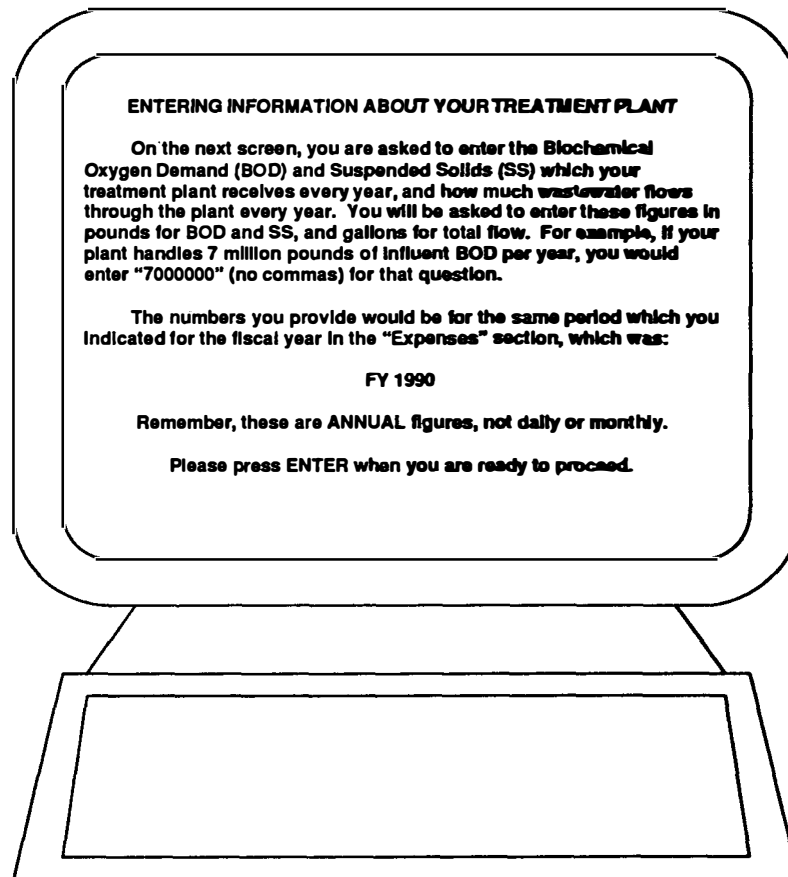 ENTERING INFORMATION ABOUT YOUR TREATMENT PLANT
On the next screen, you are asked to enter the Biochemical
Oxygen Demand (BOD) and Suspended Solids (SS) which your
treatment plant receives every year, and how much wastewater flows
through the plant every year. You will be asked to enter these figures in
pounds for BOD and SS, and gallons for total flow. For example, if your
plant handles 7 million pounds of influent BOD per year, you would
enter “7000000” (no commas) for that question.
The numbers you provide would be for the same period which you
indicated for the fiscal year in the “Expenses” section, which was:
FY 1990
Remember, these are ANNUAL figures, not daily or monthly.
Please press ENTER when you are ready to proceed.